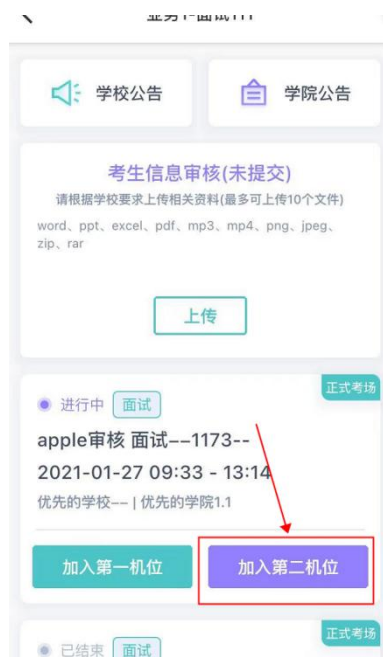 学校公告
学院公告
考生信息审核(未提交)
请根据学校要求上传相关资料(最多可上传10个文件)
word、ppt、excel、pdf、mp3、mp4、png、jpeg、
zip、rar
上传
正式考场
进行中 面试
apple审核 面试--1173--
2021-01-27 09:33 - 13:14
优先的学校-- | 优先的学院1.1
加入第一机位
加入第二机位
正式考场
已结束 面试